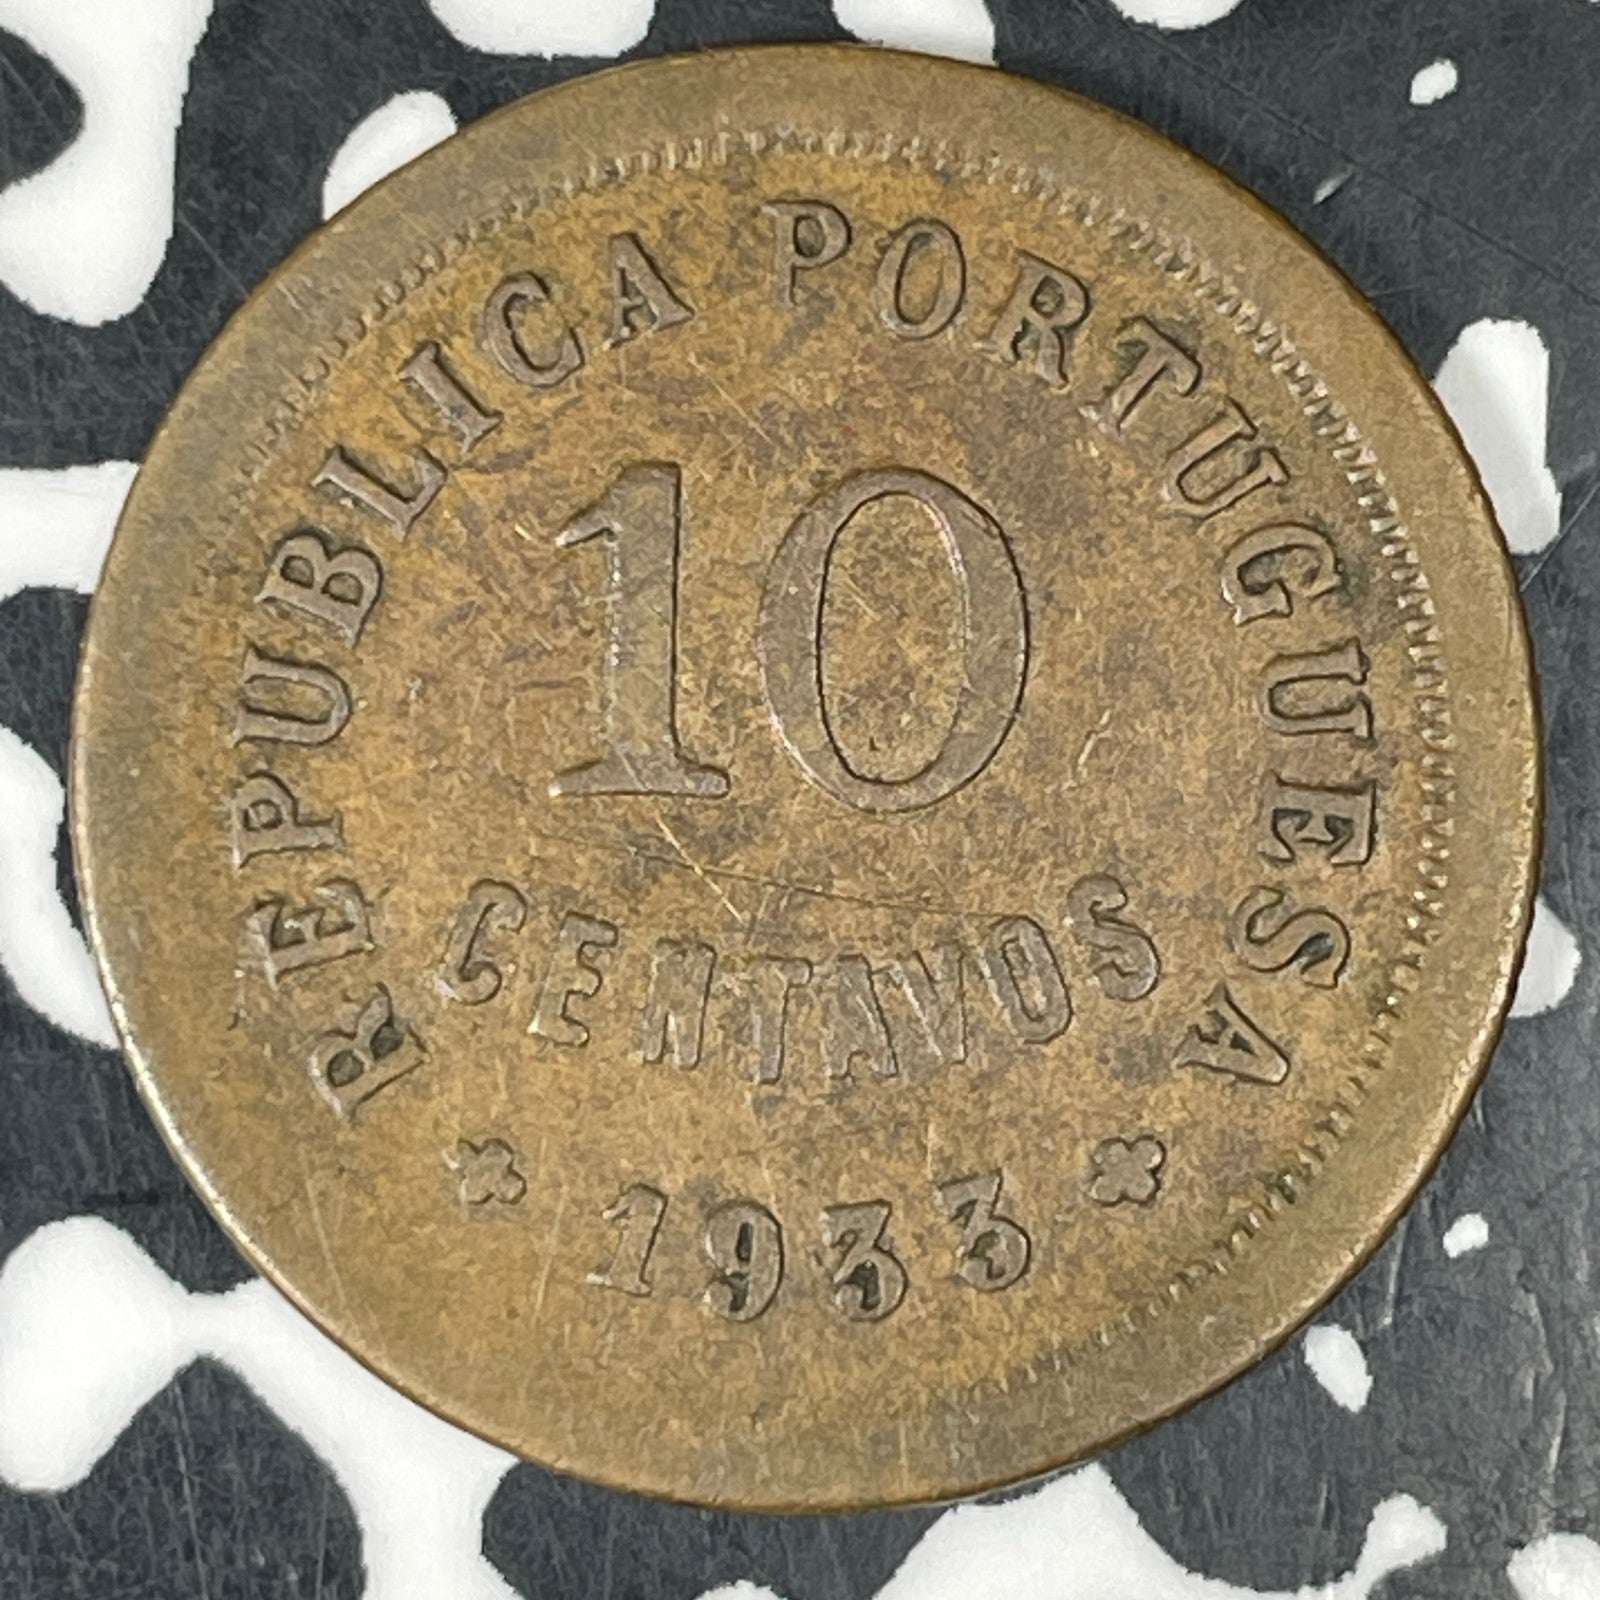 REPUBLICA PORTUGUESA
10
CENTAVOS
1933